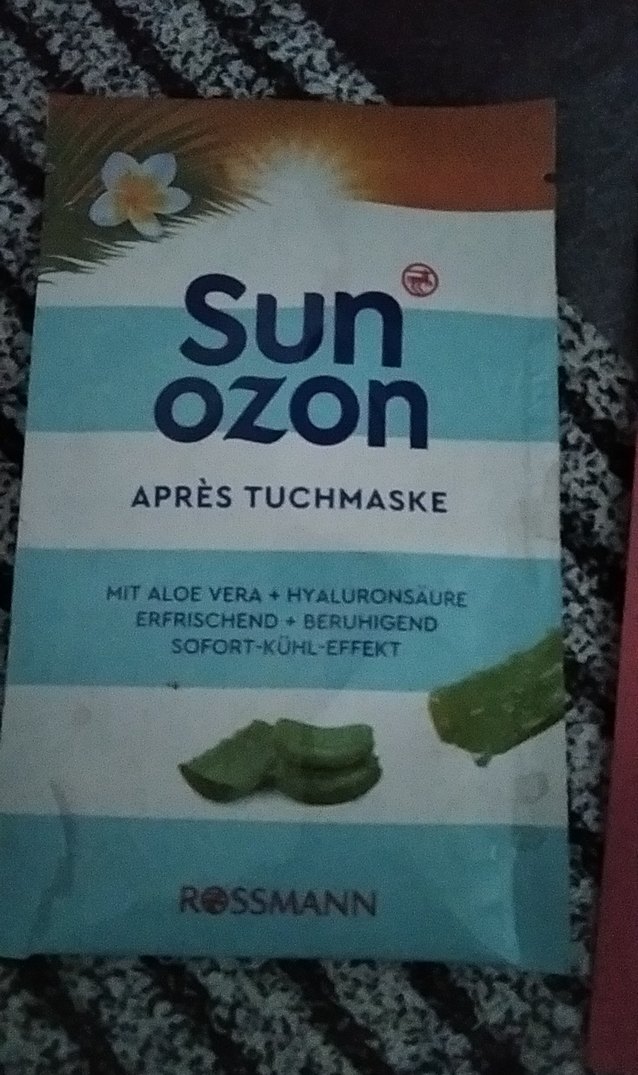 Sun
ozon
APRÈS TUCHMASKE
MIT ALOE VERA + HYALURONSÄURE
ERFRISCHEND + BERUHIGEND
SOFORT-KÜHL-EFFEKT
ROSSMANN